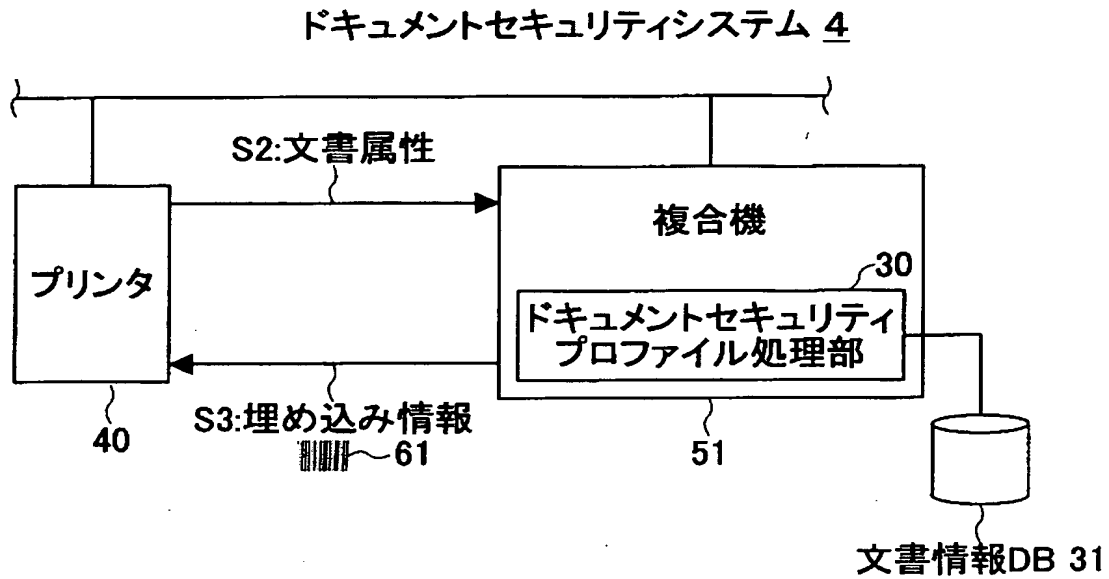 ドキュメントセキュリティシステム 4
S2:文書属性
複合機
プリンタ
30
ドキュメントセキュリティ
プロファイル処理部
S3:埋め込み情報
40
61
51
文書情報DB 31